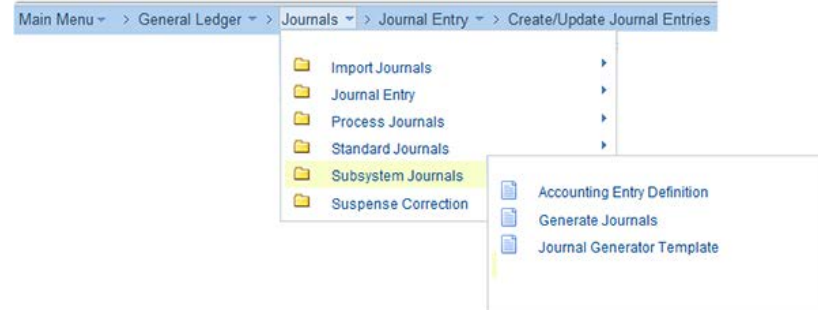 Main Menu > General Ledger > Journals > Journal Entry > Create/Update Journal Entries
Import Journals
Journal Entry
Process Journals
Standard Journals
Subsystem Journals
Suspense Correction
Accounting Entry Definition
Generate Journals
Journal Generator Template